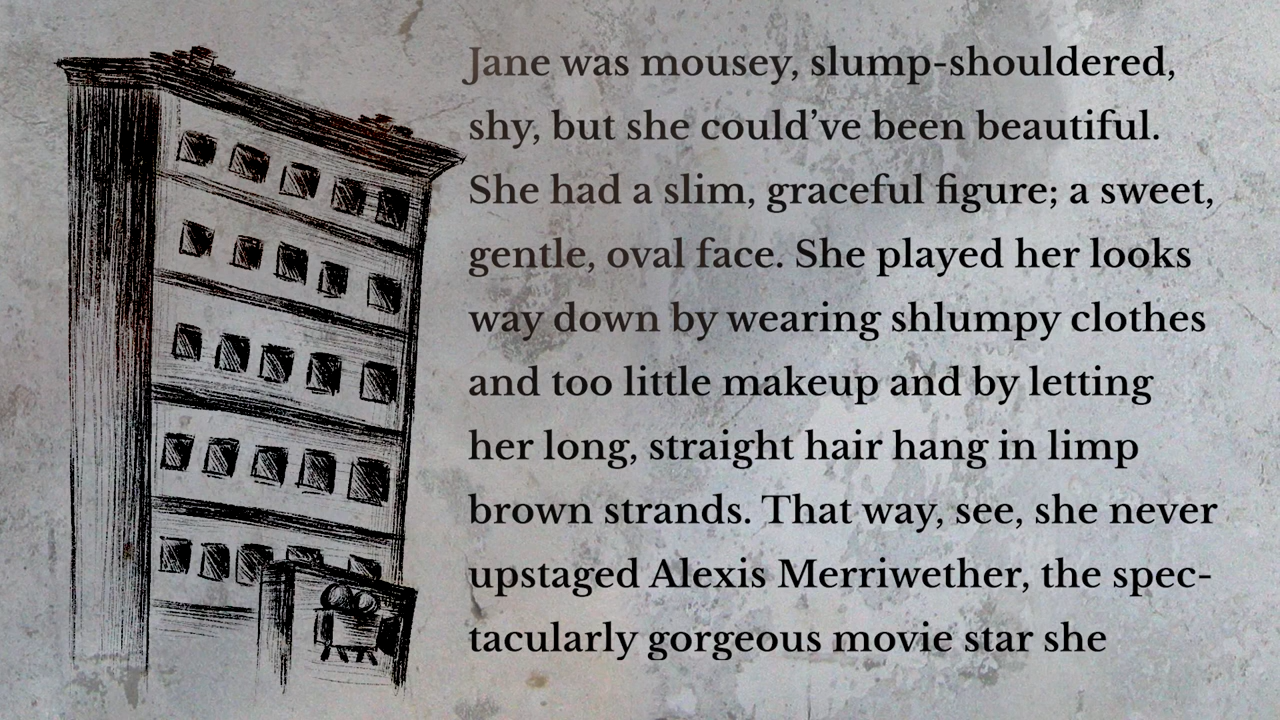 Jane was mousey, slump-shouldered,
shy, but she could’ve been beautiful.
She had a slim, graceful figure; a sweet,
gentle, oval face. She played her looks
way down by wearing shlumpy clothes
and too little makeup and by letting
her long, straight hair hang in limp
brown strands. That way, see, she never
upstaged Alexis Merriwether, the spec-
tacularly gorgeous movie star she